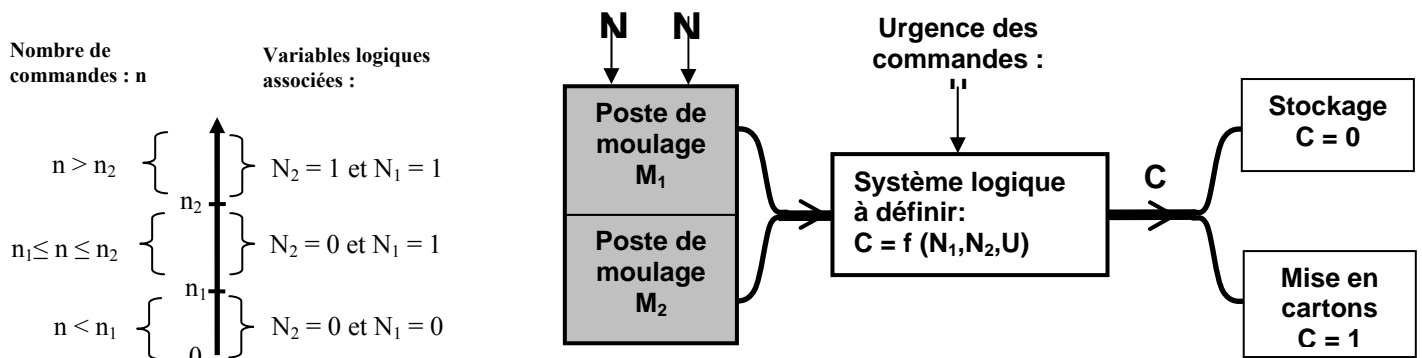 Nombre de
commandes : n
Variables logiques
associées :
n > n₂
N₂ = 1 et N₁ = 1
n₂
n₁≤ n ≤ n₂
N₂ = 0 et N₁ = 1
n₁
n < n₁
N₂ = 0 et N₁ = 0
0
N N
Urgence des
commandes :
Poste de
moulage
M₁
Poste de
moulage
M₂
Système logique
à définir:
C = f (N₁,N₂,U)
C
Stockage
C = 0
Mise en
cartons
C = 1